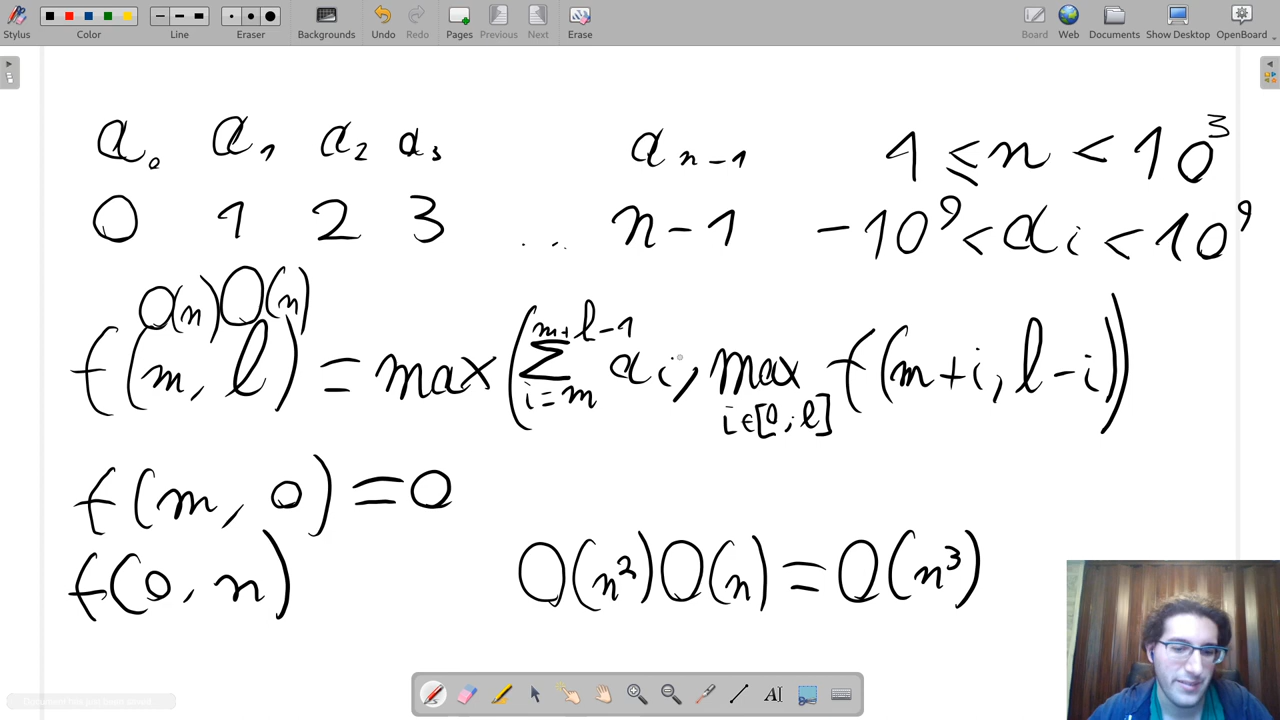 Stylus Color Line Eraser Backgrounds Undo Redo Pages Previous Next Erase Board Web Documents Show Desktop OpenBoard
a₀ a₁ a₂ a₃ aₙ₋₁ 1 ≤ n < 10³
0 1 2 3 ... n-1 -10⁹ < aᵢ < 10⁹
O(n) O(n)
f(m, l) = max(∑_{i=m}^{m+l-1} aᵢ, max_{i∈[0;l]} f(m+i, l-i))
f(m, 0) = 0
f(0, n) O(n²)O(n) = O(n³)